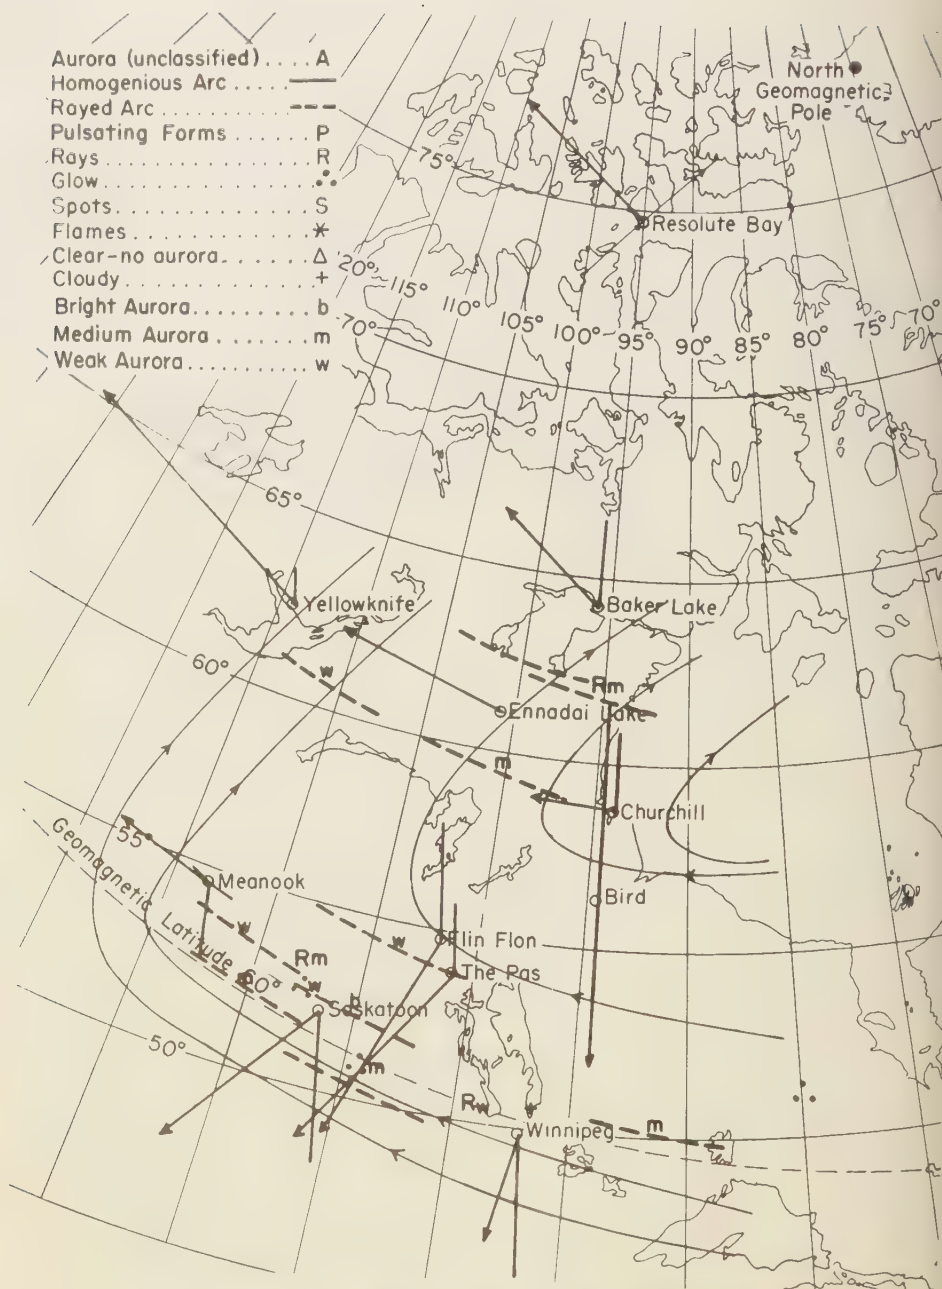 Aurora (unclassified) . . . . A
Homogenious Arc . . . . .
Rayed Arc . . . . . . . . . . .
Pulsating Forms . . . . . . P
Rays . . . . . . . . . . . . . . . . R
Glow . . . . . . . . . . . . . . . .
Spots . . . . . . . . . . . . . . . S
Flames . . . . . . . . . . . . . . *
Clear-no aurora . . . . . . . Δ
Cloudy . . . . . . . . . . . . . . +
Bright Aurora . . . . . . . . . b
Medium Aurora . . . . . . . m
Weak Aurora . . . . . . . . . . w
North
Geomagnetic
Pole
75°
Resolute Bay
20° 115° 110° 105° 100° 95° 90° 85° 80° 75° 70°
70°
65°
Yellowknife
Baker Lake
60°
w
Rm
Ennadai Lake
m
Churchill
55°
Meanook
Bird
Geomagnetic Latitude 60°
w
w
Flin Flon
Rm
The Pas
w
b
Saskatoon
50°
m
Rw
+
Winnipeg
m